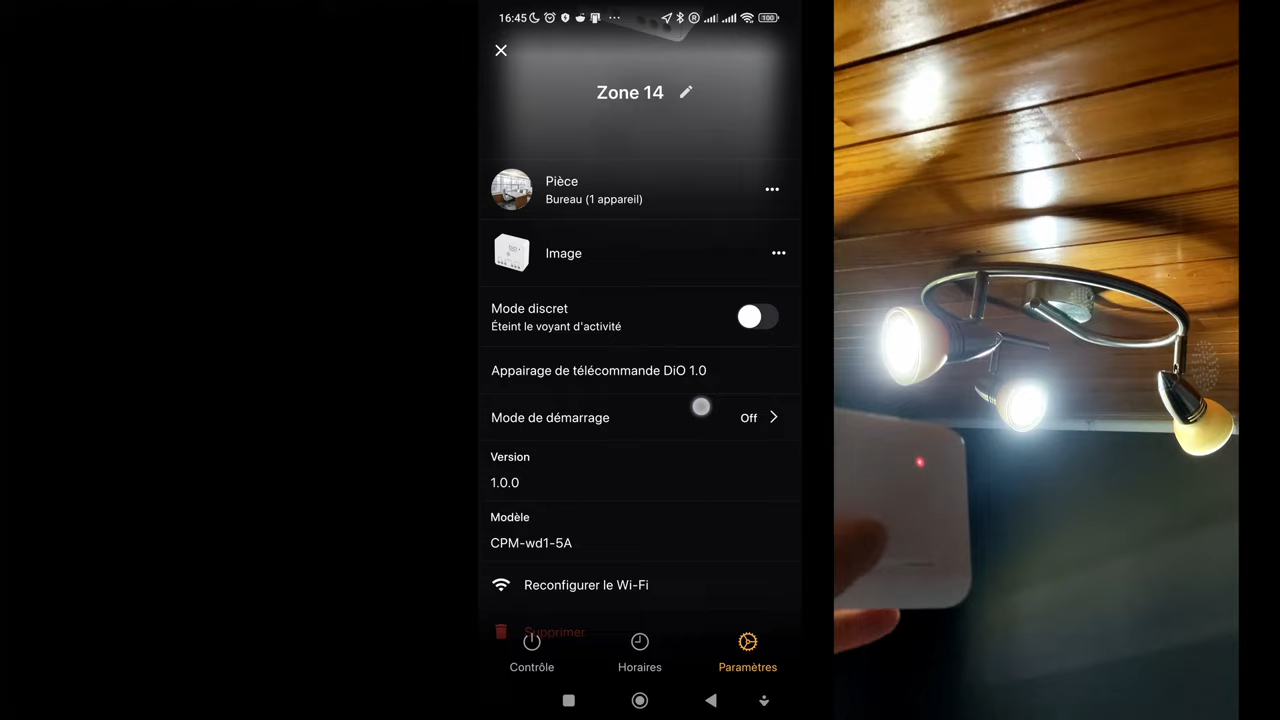 16:45
100
Zone 14
Pièce
Bureau (1 appareil)
Image
Mode discret
Éteint le voyant d'activité
Appairage de télécommande DiO 1.0
Mode de démarrage
Off
Version
1.0.0
Modèle
CPM-wd1-5A
Reconfigurer le Wi-Fi
Supprimer
Contrôle
Horaires
Paramètres